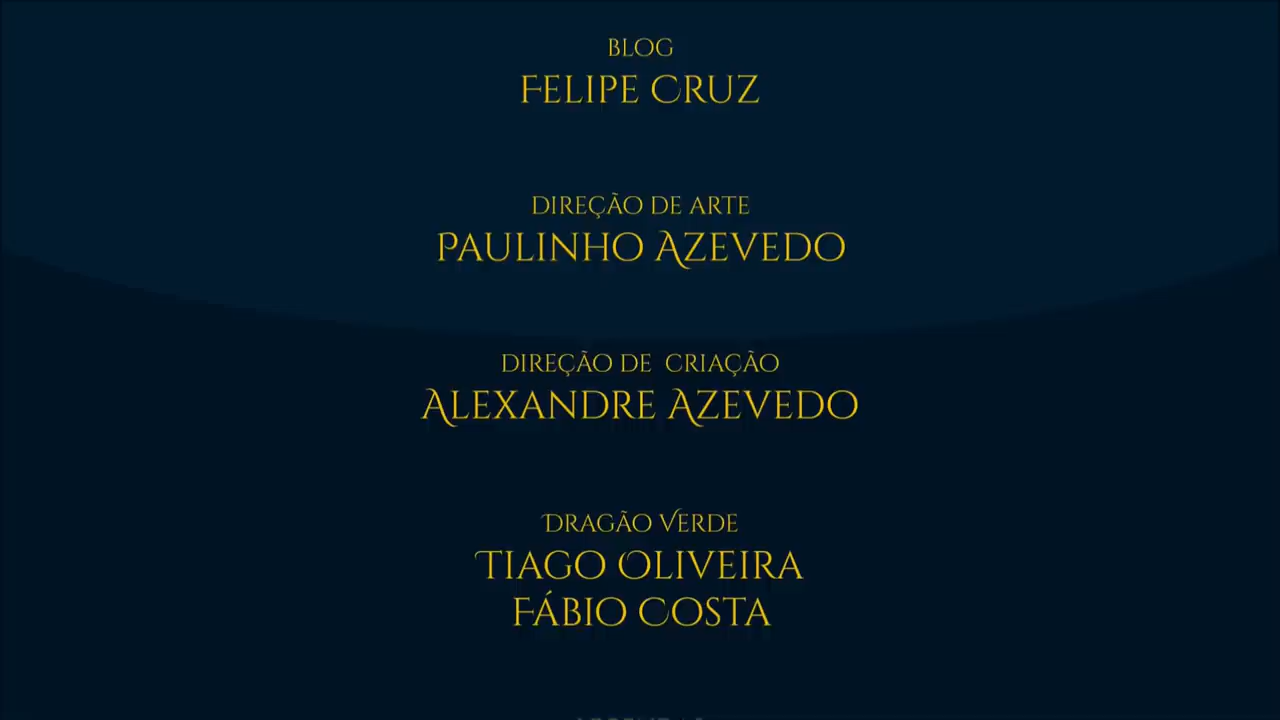 BLOG
FELIPE CRUZ
DIREÇÃO DE ARTE
PAULINHO AZEVEDO
DIREÇÃO DE CRIAÇÃO
ALEXANDRE AZEVEDO
DRAGÃO VERDE
TIAGO OLIVEIRA
FÁBIO COSTA